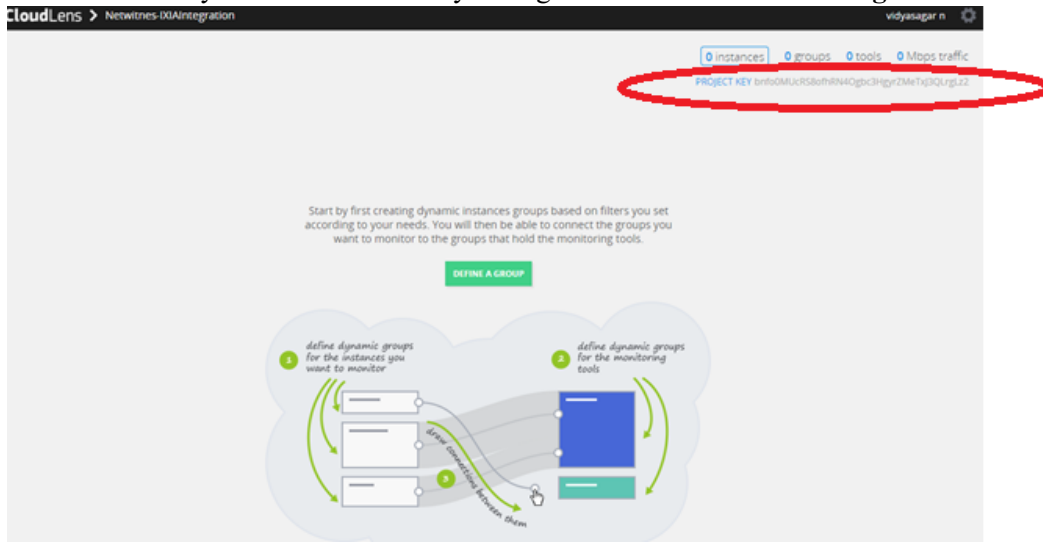 CloudLens > Netwitnes-IXIAIntegration vidyasagar n
0 instances 0 groups 0 tools 0 Mbps traffic
PROJECT KEY
Start by first creating dynamic instances groups based on filters you set
according to your needs. You will then be able to connect the groups you
want to monitor to the groups that hold the monitoring tools.
DEFINE A GROUP
1 define dynamic groups
for the instances you
want to monitor
2 define dynamic groups
for the monitoring
tools
3 draw connections between them